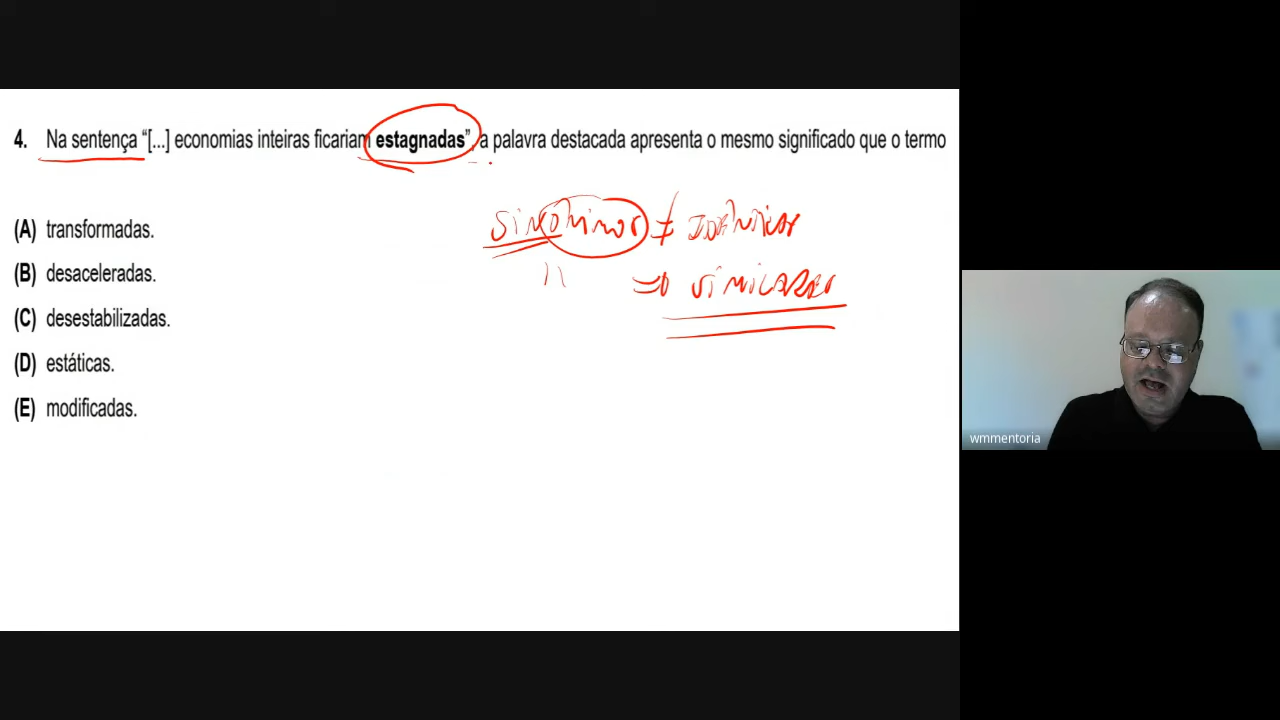 4. Na sentença “[...] economias inteiras ficariam estagnadas”, a palavra destacada apresenta o mesmo significado que o termo
sinônimos ≠ IDÊNTICOS
(A) transformadas.
(B) desaceleradas.
⇒ SIMILARES
(C) desestabilizadas.
(D) estáticas.
(E) modificadas.
wmmentoria